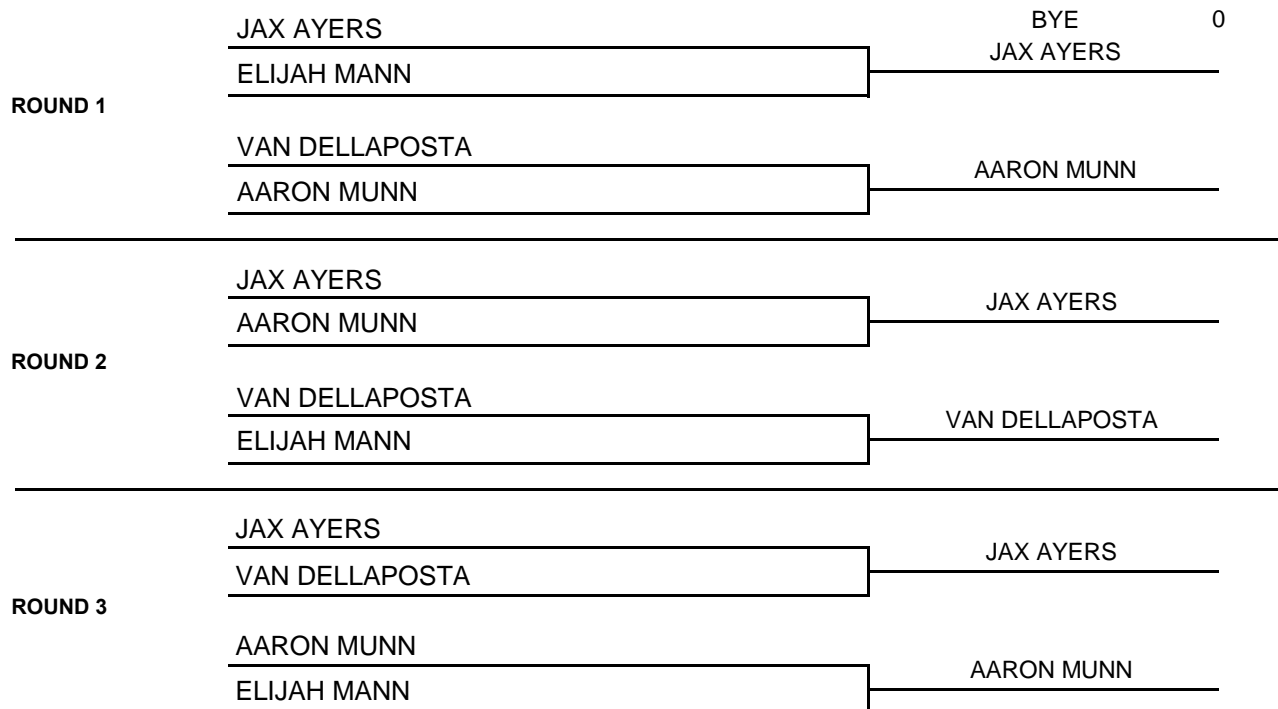 JAX AYERS
BYE 0
JAX AYERS
ELIJAH MANN
ROUND 1
VAN DELLAPOSTA
AARON MUNN
AARON MUNN
JAX AYERS
JAX AYERS
AARON MUNN
ROUND 2
VAN DELLAPOSTA
VAN DELLAPOSTA
ELIJAH MANN
JAX AYERS
JAX AYERS
VAN DELLAPOSTA
ROUND 3
AARON MUNN
AARON MUNN
ELIJAH MANN